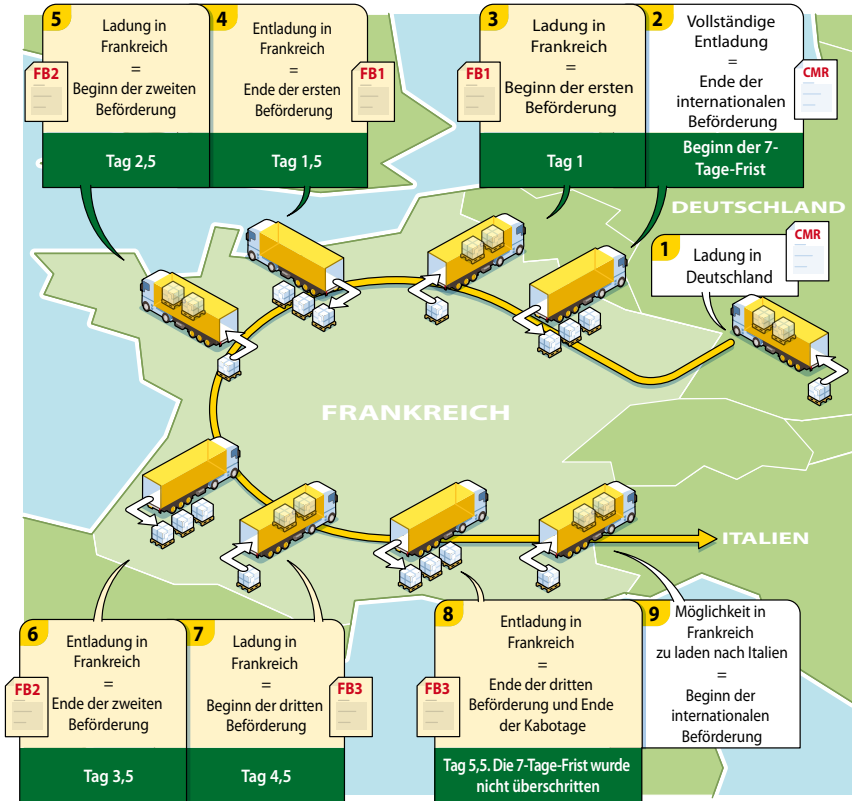 5
Ladung in
Frankreich
=
Beginn der zweiten
Beförderung
FB2
Tag 2,5
4
Entladung in
Frankreich
=
Ende der ersten
Beförderung
FB1
Tag 1,5
3
Ladung in
Frankreich
=
Beginn der ersten
Beförderung
FB1
Tag 1
2
Vollständige
Entladung
=
Ende der
internationalen
Beförderung
CMR
Beginn der 7-
Tage-Frist
DEUTSCHLAND
1
Ladung in
Deutschland
CMR
FRANKREICH
ITALIEN
6
Entladung in
Frankreich
=
Ende der zweiten
Beförderung
FB2
Tag 3,5
7
Ladung in
Frankreich
=
Beginn der dritten
Beförderung
FB3
Tag 4,5
8
Entladung in
Frankreich
=
Ende der dritten
Beförderung und Ende
der Kabotage
FB3
Tag 5,5. Die 7-Tage-Frist wurde
nicht überschritten
9
Möglichkeit in
Frankreich
zu laden nach Italien
=
Beginn der
internationalen
Beförderung